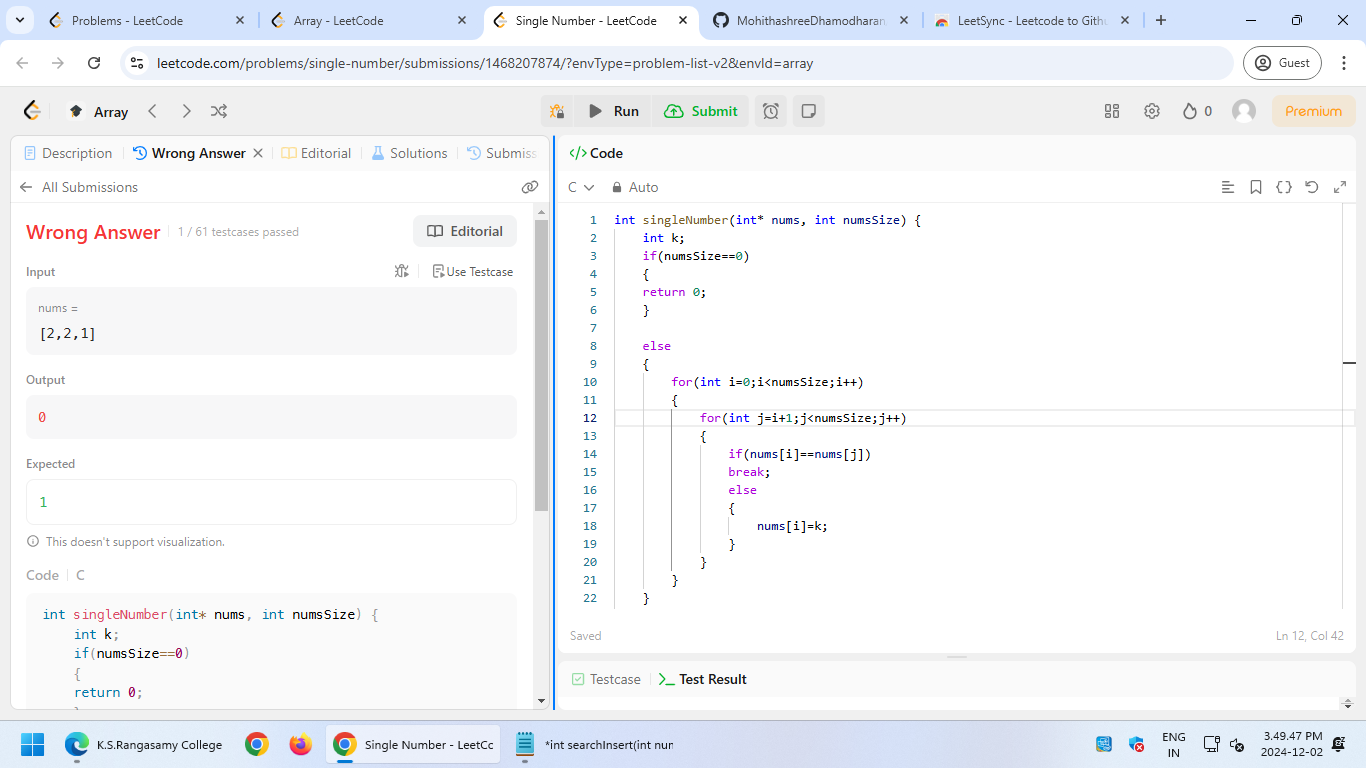 Problems - LeetCode
Array - LeetCode
Single Number - LeetCode
MohithashreeDhamodharan
LeetSync - Leetcode to Githu
leetcode.com/problems/single-number/submissions/1468207874/?envType=problem-list-v2&envId=array
Guest
Array
Run
Submit
0
Premium
Description
Wrong Answer
Editorial
Solutions
Submiss
All Submissions
Wrong Answer
1 / 61 testcases passed
Editorial
Input
Use Testcase
nums =
[2,2,1]
Output
0
Expected
1
This doesn't support visualization.
Code
C
int singleNumber(int* nums, int numsSize) {
int k;
if(numsSize==0)
{
return 0;
</> Code
C
Auto
1 int singleNumber(int* nums, int numsSize) {
2 int k;
3 if(numsSize==0)
4 {
5 return 0;
6 }
7
8 else
9 {
10 for(int i=0;i<numsSize;i++)
11 {
12 for(int j=i+1;j<numsSize;j++)
13 {
14 if(nums[i]==nums[j])
15 break;
16 else
17 {
18 nums[i]=k;
19 }
20 }
21 }
22 }
Saved
Ln 12, Col 42
Testcase
Test Result
K.S.Rangasamy College
Single Number - LeetCc
*int searchInsert(int nun
ENG
IN
3.49.47 PM
2024-12-02